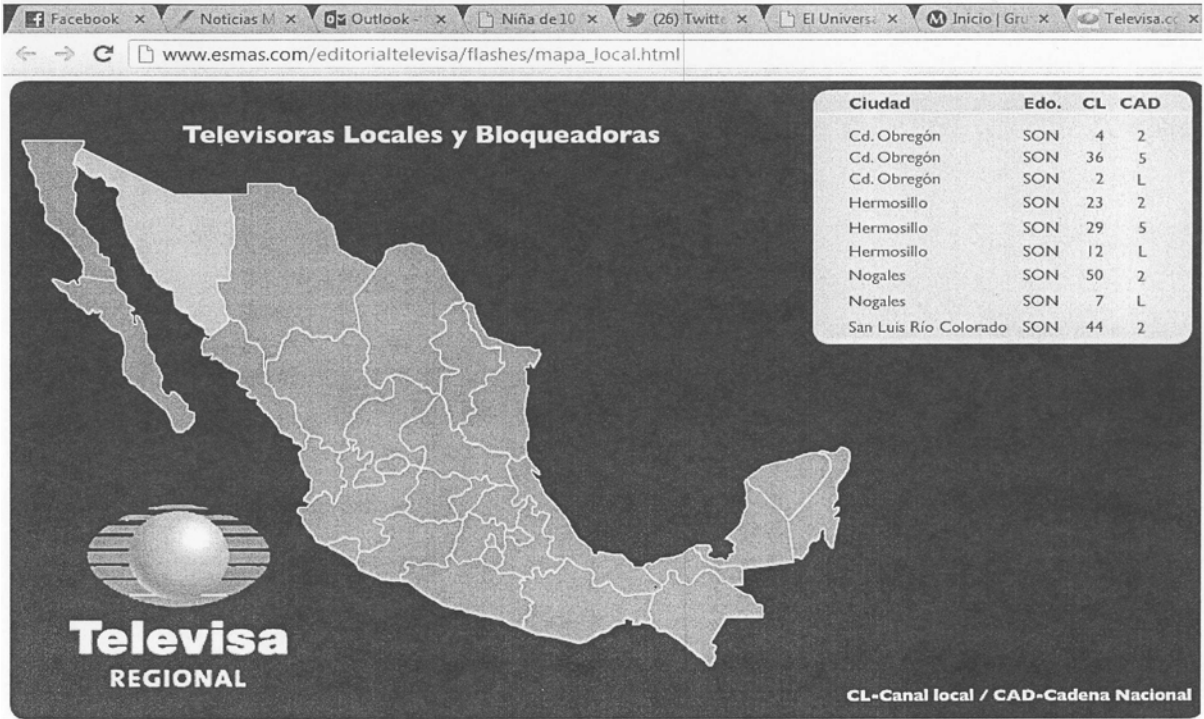 Facebook × Noticias M × Outlook - × Niña de 10 × (26) Twitte × El Universa × Inicio | Gru × Televisa.co ×
www.esmas.com/editorialtelevisa/flashes/mapa_local.html
Televisoras Locales y Bloqueadoras
Ciudad Edo. CL CAD
Cd. Obregón SON 4 2
Cd. Obregón SON 36 5
Cd. Obregón SON 2 L
Hermosillo SON 23 2
Hermosillo SON 29 5
Hermosillo SON 12 L
Nogales SON 50 2
Nogales SON 7 L
San Luis Río Colorado SON 44 2
Televisa
REGIONAL
CL-Canal local / CAD-Cadena Nacional